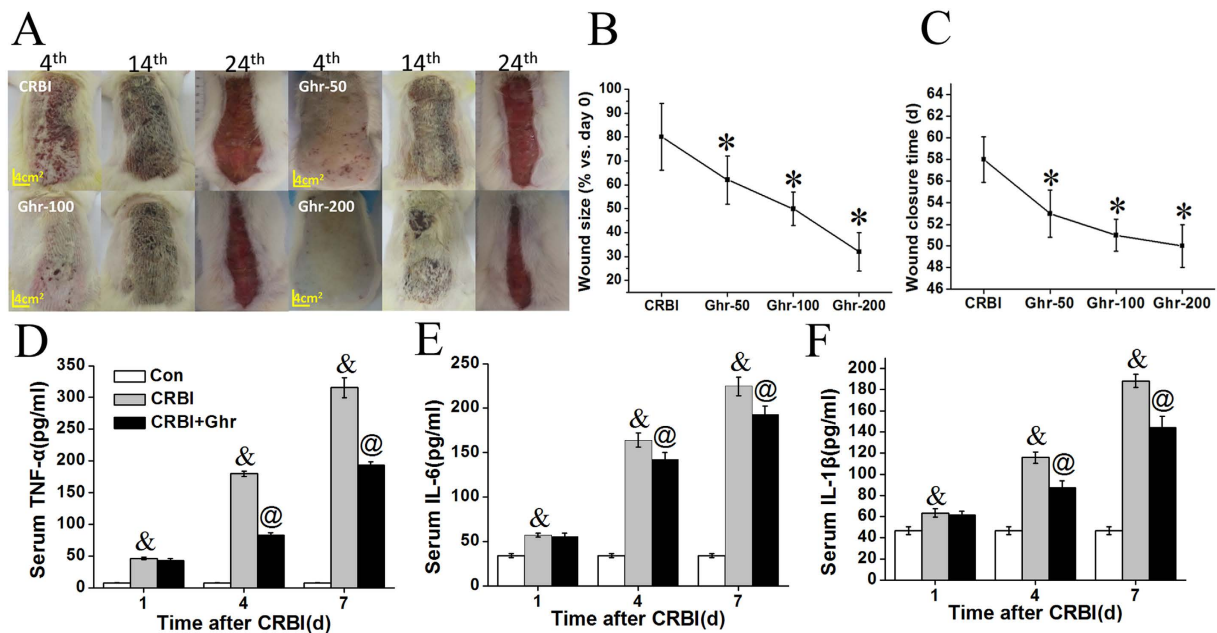 A
4th 14th 24th 4th 14th 24th
CRBI
Ghr-50
4cm2
4cm2
Ghr-100
Ghr-200
4cm2
4cm2
B
Wound size (% vs. day 0)
100
90
80
70
60
50
40
30
20
* * *
CRBI Ghr-50 Ghr-100 Ghr-200
C
Wound closure time (d)
64
62
60
58
56
54
52
50
48
46
* * *
CRBI Ghr-50 Ghr-100 Ghr-200
D
Con
CRBI
CRBI+Ghr
Serum TNF-α(pg/ml)
350
300
250
200
150
100
50
0
& & @ & @
1 4 7
Time after CRBI(d)
E
Serum IL-6(pg/ml)
250
200
150
100
50
0
& & @ & @
1 4 7
Time after CRBI(d)
F
Serum IL-1β(pg/ml)
200
180
160
140
120
100
80
60
40
20
0
& & @ & @
1 4 7
Time after CRBI(d)